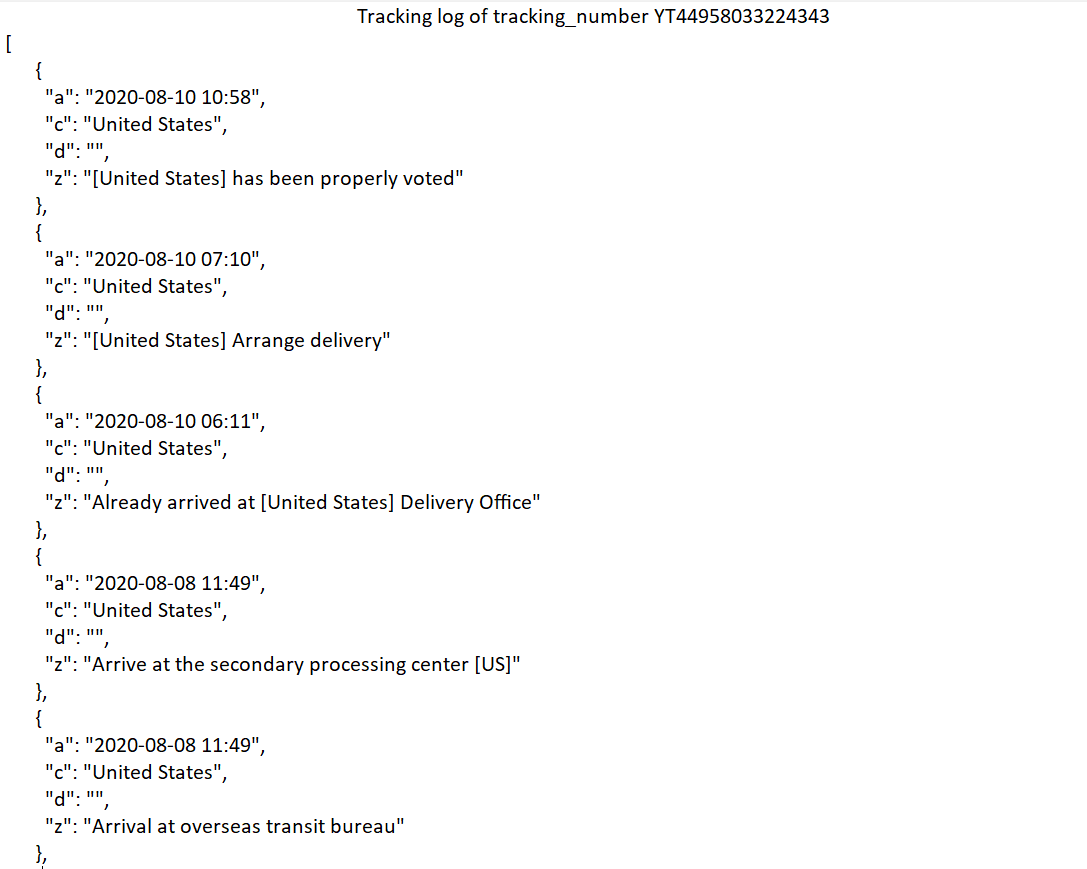 Tracking log of tracking_number YT44958033224343
[
{
"a": "2020-08-10 10:58",
"c": "United States",
"d": "",
"z": "[United States] has been properly voted"
},
{
"a": "2020-08-10 07:10",
"c": "United States",
"d": "",
"z": "[United States] Arrange delivery"
},
{
"a": "2020-08-10 06:11",
"c": "United States",
"d": "",
"z": "Already arrived at [United States] Delivery Office"
},
{
"a": "2020-08-08 11:49",
"c": "United States",
"d": "",
"z": "Arrive at the secondary processing center [US]"
},
{
"a": "2020-08-08 11:49",
"c": "United States",
"d": "",
"z": "Arrival at overseas transit bureau"
},